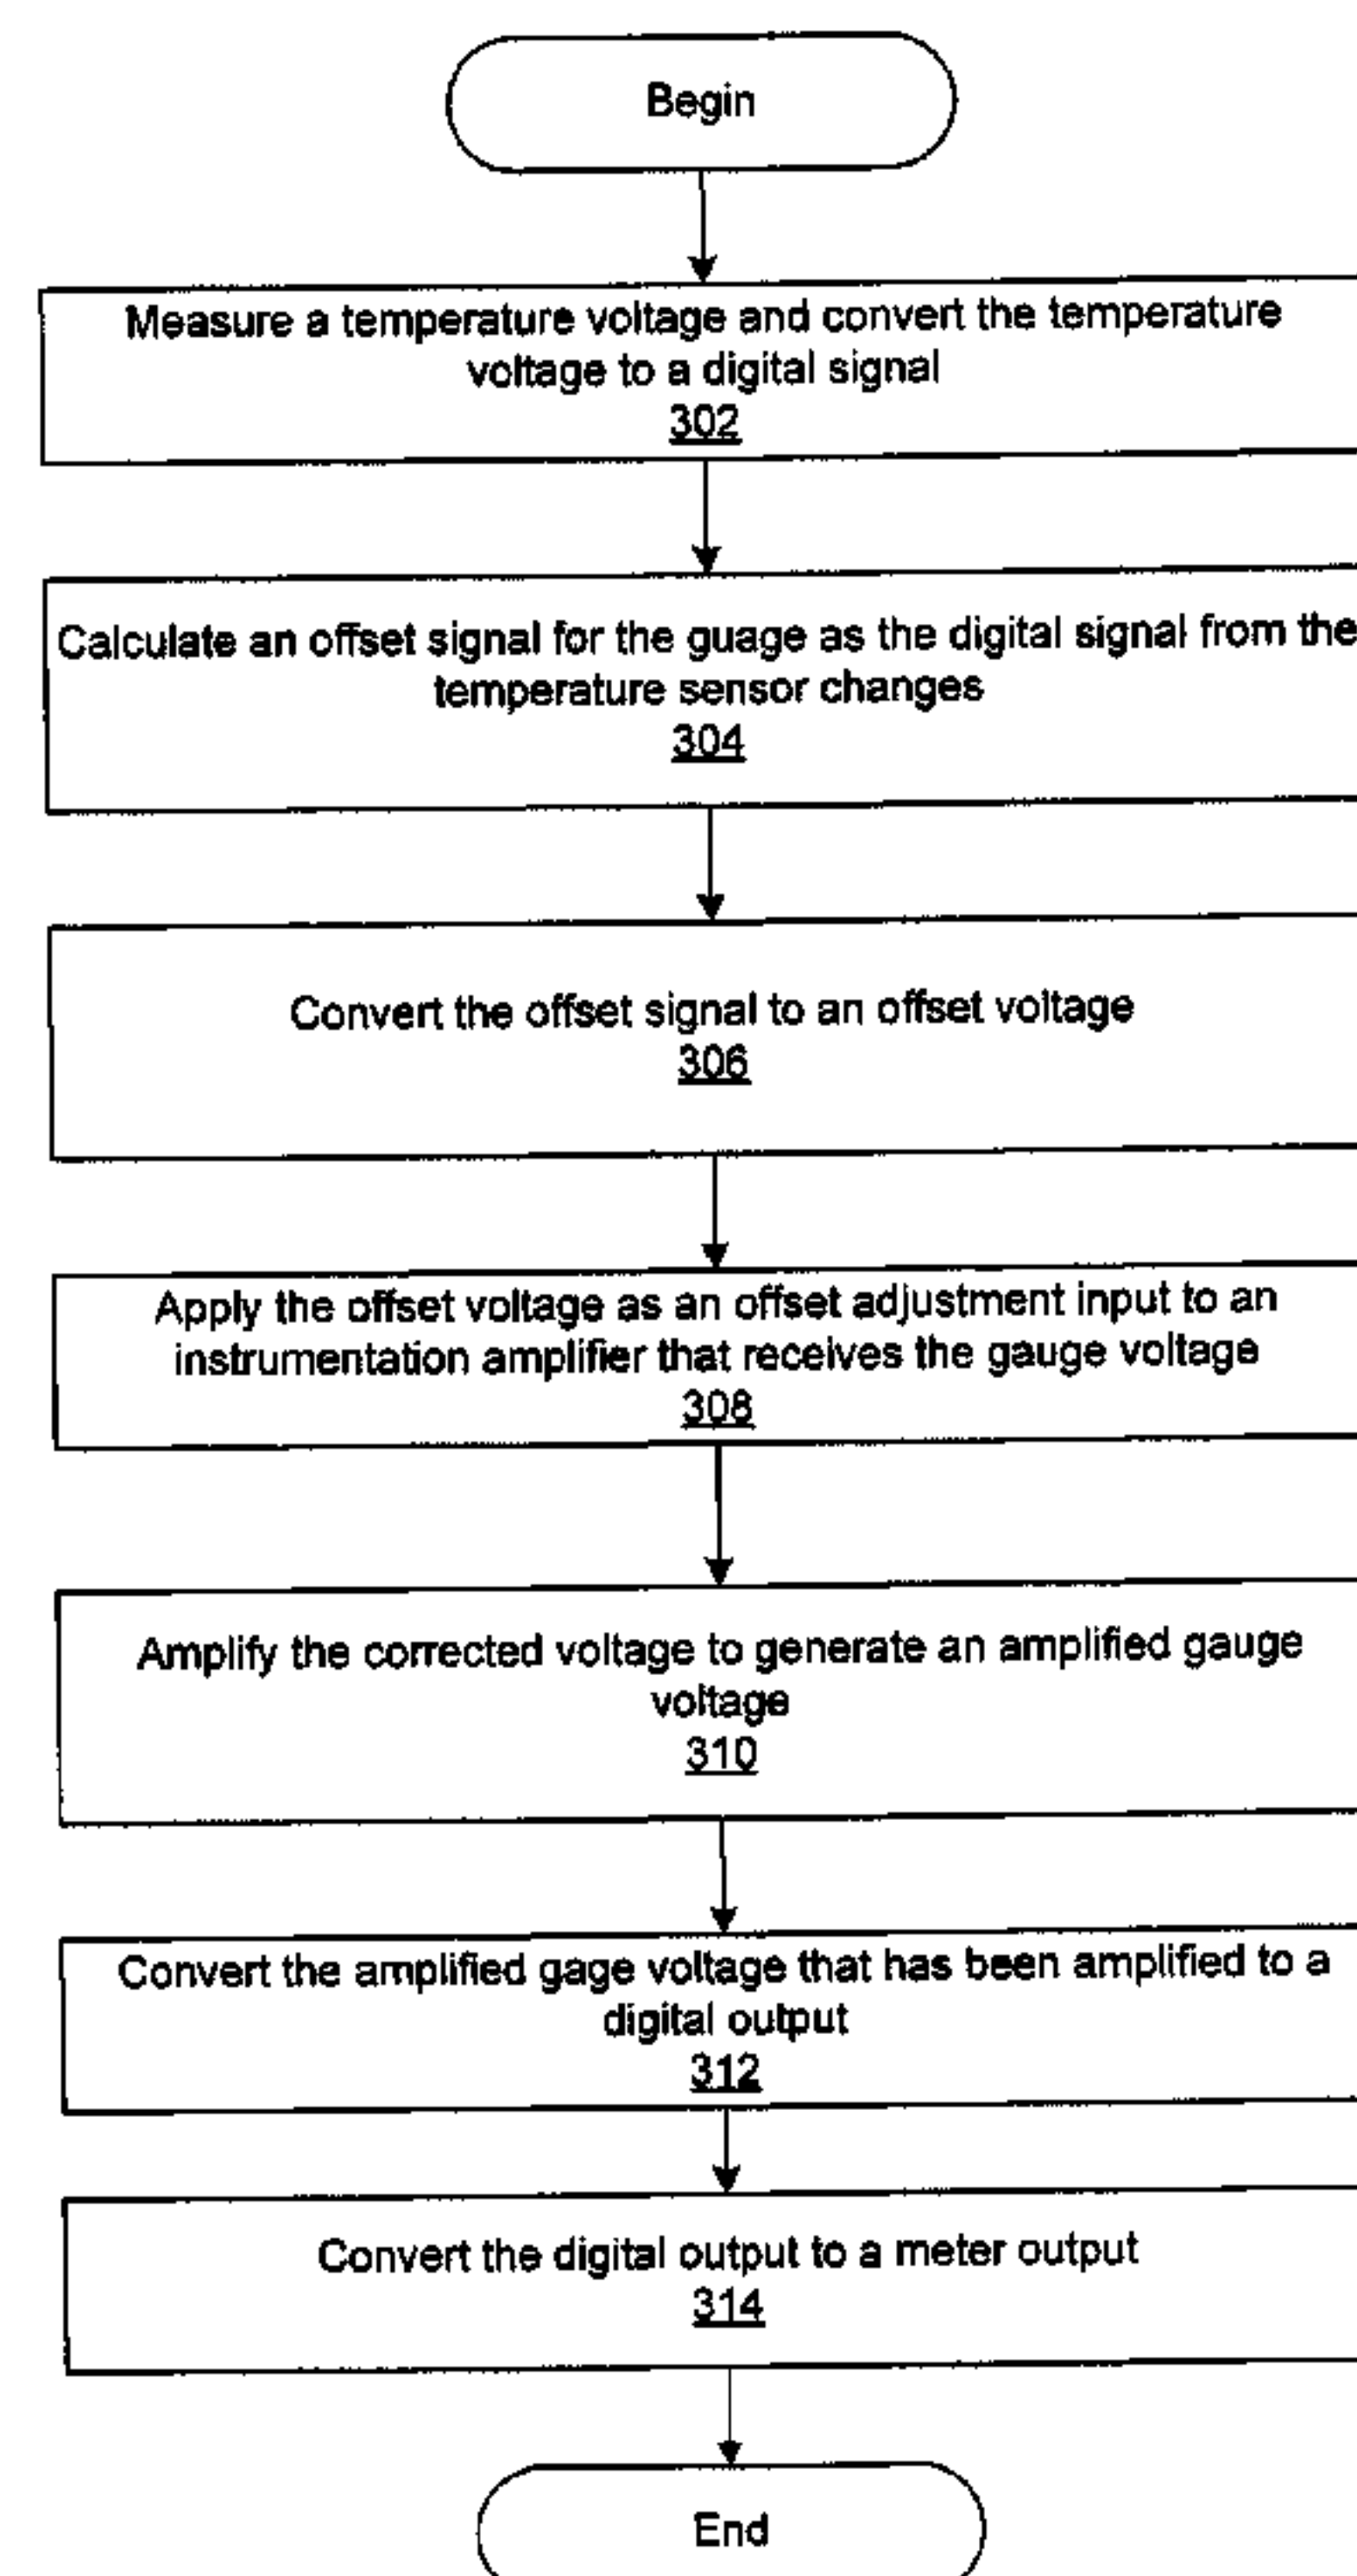 Begin
Measure a temperature voltage and convert the temperature
voltage to a digital signal
302
Calculate an offset signal for the guage as the digital signal from the
temperature sensor changes
304
Convert the offset signal to an offset voltage
306
Apply the offset voltage as an offset adjustment input to an
instrumentation amplifier that receives the gauge voltage
308
Amplify the corrected voltage to generate an amplified gauge
voltage
310
Convert the amplified gage voltage that has been amplified to a
digital output
312
Convert the digital output to a meter output
314
End